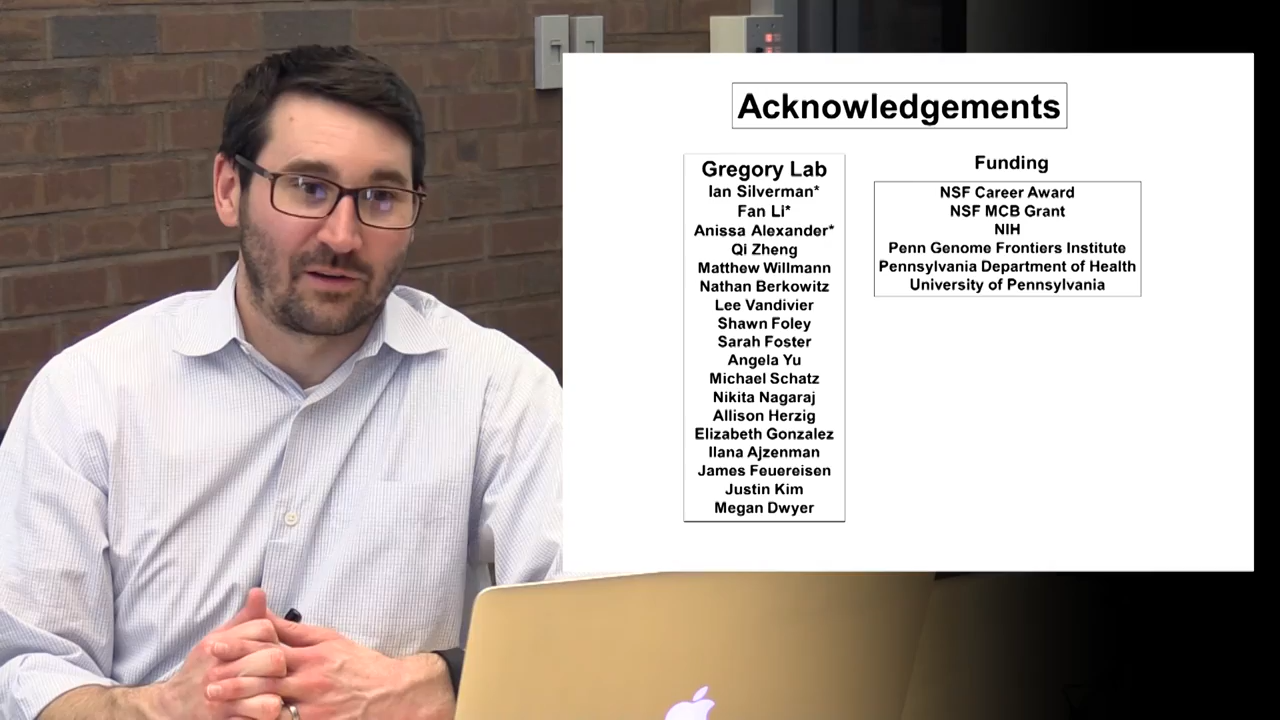 Acknowledgements
Gregory Lab
Ian Silverman*
Fan Li*
Anissa Alexander*
Qi Zheng
Matthew Willmann
Nathan Berkowitz
Lee Vandivier
Shawn Foley
Sarah Foster
Angela Yu
Michael Schatz
Nikita Nagaraj
Allison Herzig
Elizabeth Gonzalez
Ilana Ajzenman
James Feuereisen
Justin Kim
Megan Dwyer
Funding
NSF Career Award
NSF MCB Grant
NIH
Penn Genome Frontiers Institute
Pennsylvania Department of Health
University of Pennsylvania